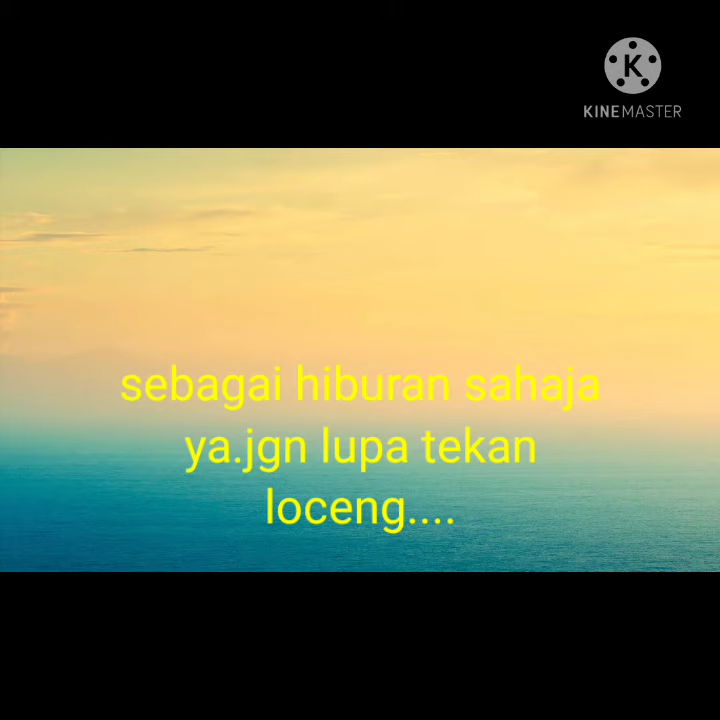 K
KINEMASTER
sebagai hiburan sahaja
ya.jgn lupa tekan
loceng....